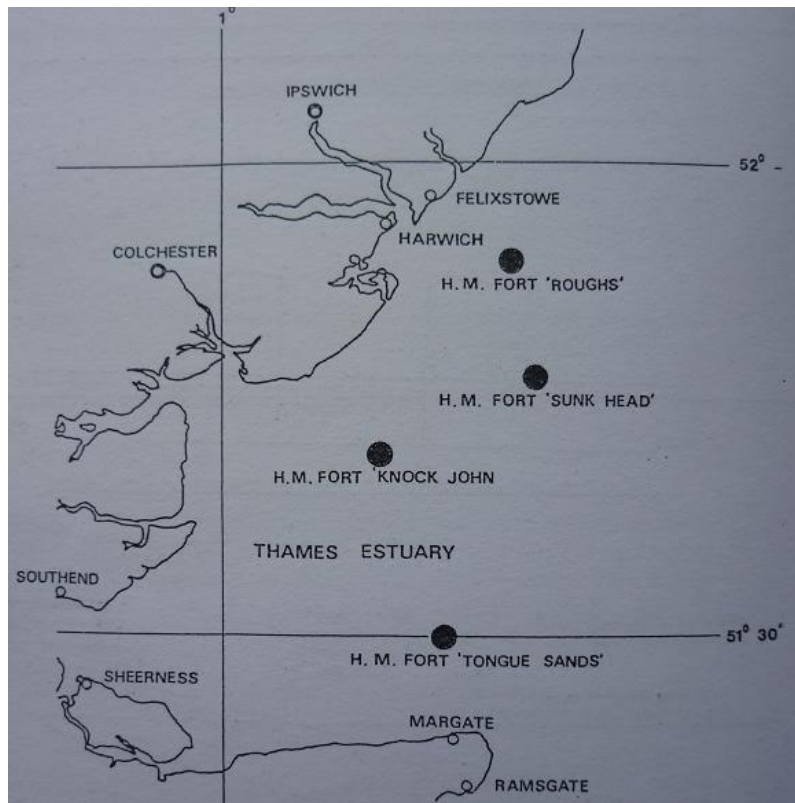 1°
IPSWICH
52°
FELIXSTOWE
HARWICH
COLCHESTER
H.M. FORT 'ROUGHS'
H.M. FORT 'SUNK HEAD'
H.M. FORT 'KNOCK JOHN
THAMES ESTUARY
SOUTHEND
51° 30'
H.M. FORT 'TONGUE SANDS'
SHEERNESS
MARGATE
RAMSGATE